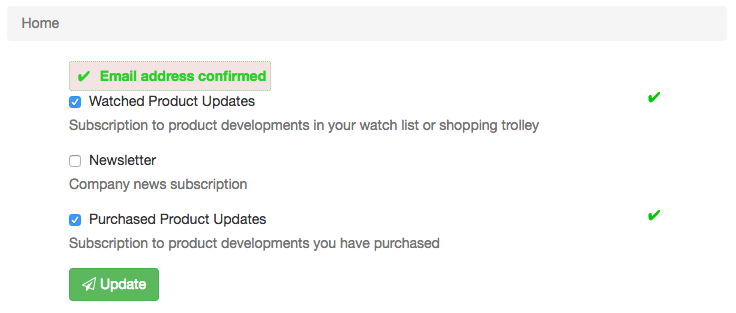 Home
Email address confirmed
Watched Product Updates
Subscription to product developments in your watch list or shopping trolley
Newsletter
Company news subscription
Purchased Product Updates
Subscription to product developments you have purchased
Update